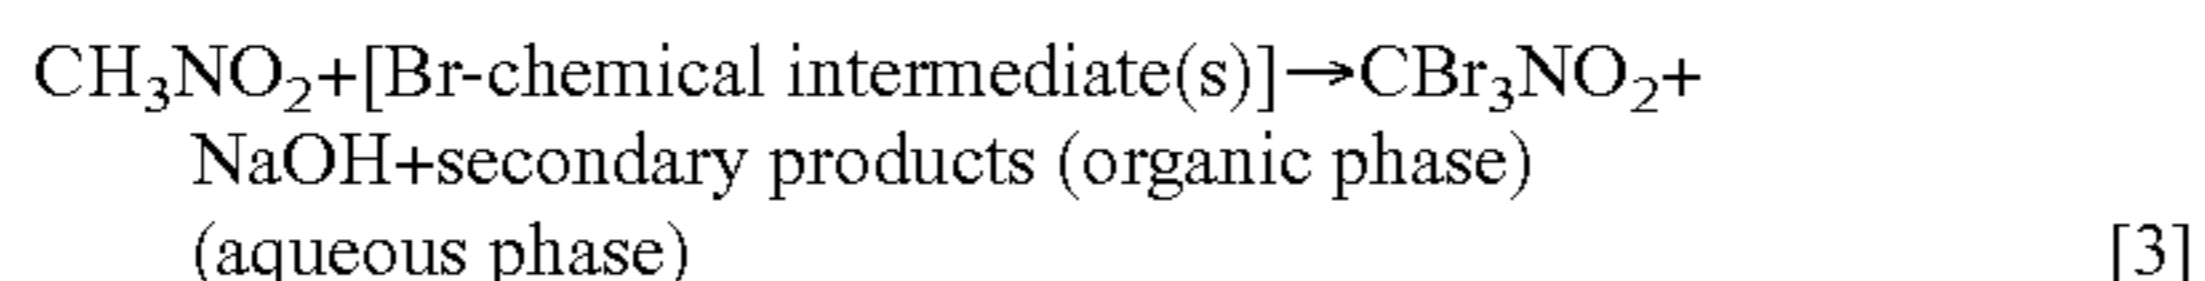 CH₃NO₂+[Br-chemical intermediate(s)]→CBr₃NO₂+
NaOH+secondary products (organic phase)
(aqueous phase) [3]